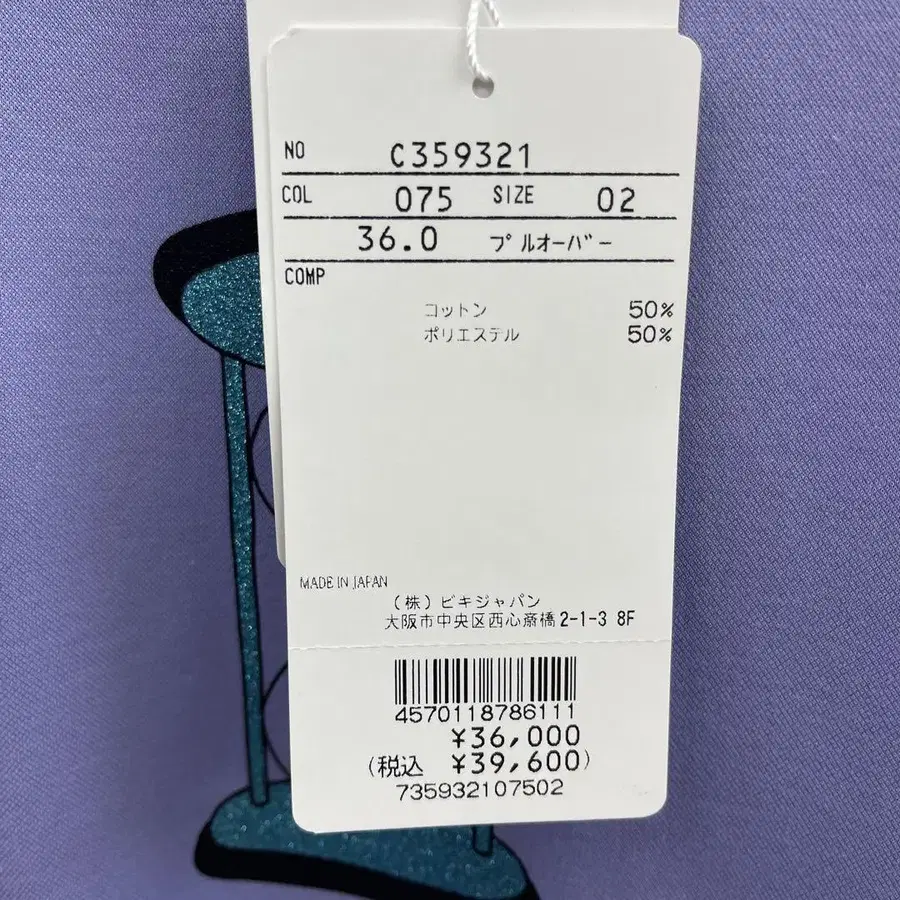 NO C359321
COL 075 SIZE 02
36.0 プルオーバー
COMP
コットン 50%
ポリエステル 50%
MADE IN JAPAN
(株)ビキジャパン
大阪市中央区西心斎橋2-1-3 8F
4570118786111
¥36,000
(税込 ¥39,600)
735932107502